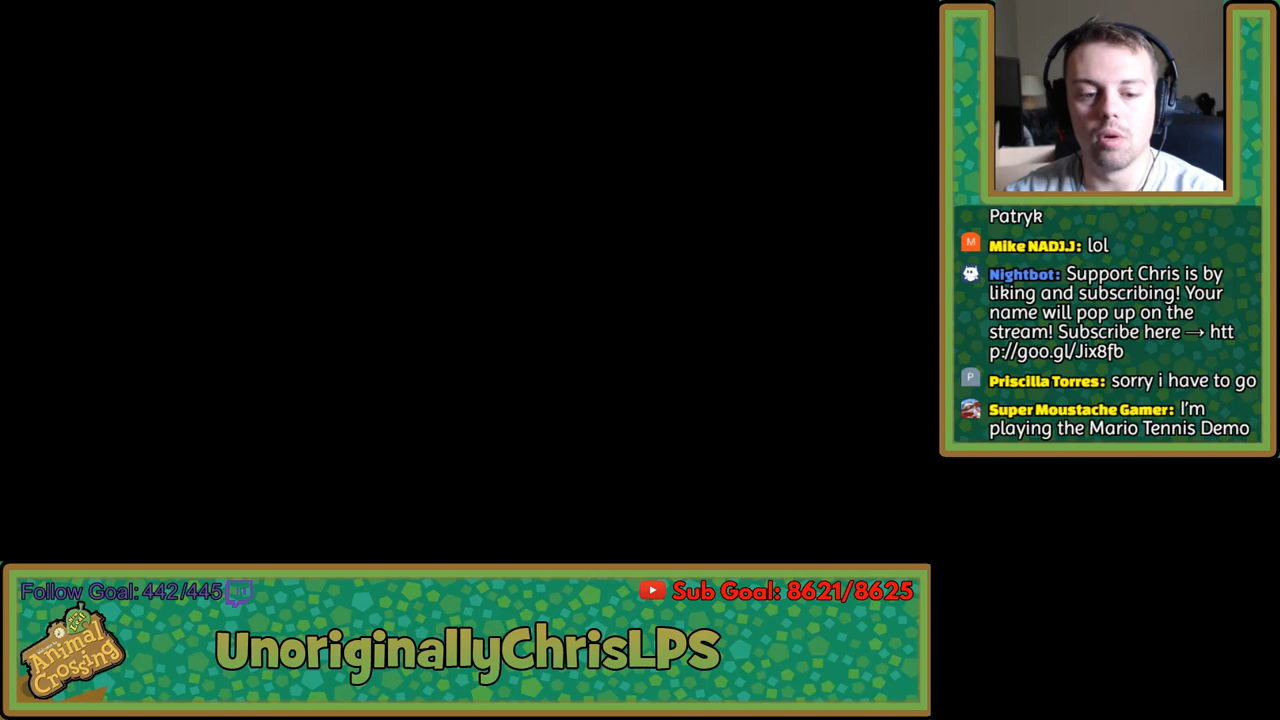 Patryk
M
Mike NADJ.J: lol
Nightbot: Support Chris is by
liking and subscribing! Your
name will pop up on the
stream! Subscribe here → htt
p://goo.gl/Jix8fb
P
Priscilla Torres: sorry i have to go
Super Moustache Gamer: I'm
playing the Mario Tennis Demo
Follow Goal: 442/445
Sub Goal: 8621/8625
Animal
Crossing
UnoriginallyChrisLPS